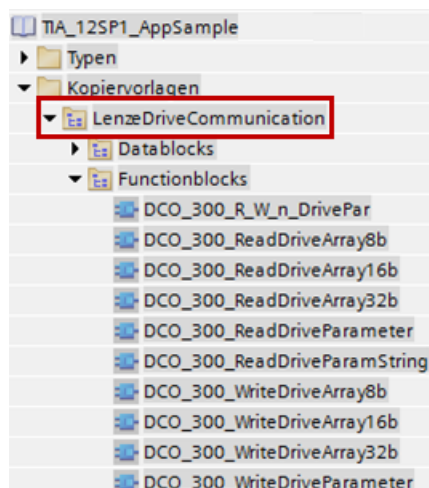 TIA_12SP1_AppSample
Typen
Kopiervorlagen
LenzeDriveCommunication
Datablocks
Functionblocks
DCO_300_R_W_n_DrivePar
DCO_300_ReadDriveArray8b
DCO_300_ReadDriveArray16b
DCO_300_ReadDriveArray32b
DCO_300_ReadDriveParameter
DCO_300_ReadDriveParamString
DCO_300_WriteDriveArray8b
DCO_300_WriteDriveArray16b
DCO_300_WriteDriveArray32b
DCO_300_WriteDriveParameter